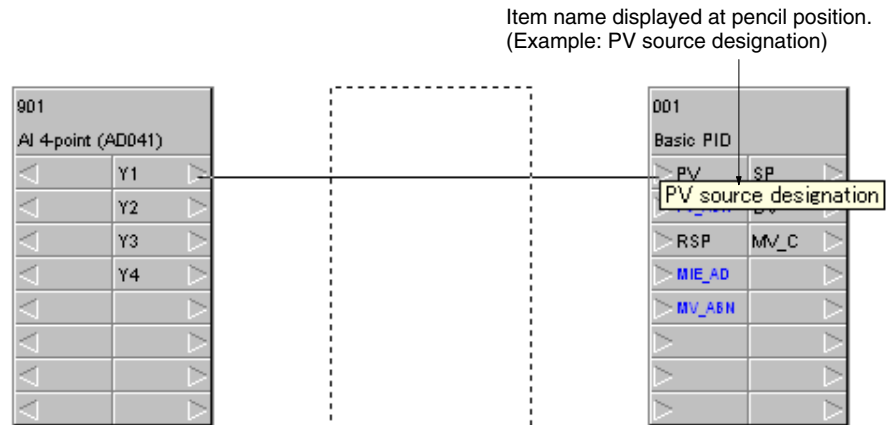 Item name displayed at pencil position.
(Example: PV source designation)
901
AI 4-point (AD041)
Y1
Y2
Y3
Y4
001
Basic PID
PV SP
PV source designation
RSP MV_C
MIE_AD
MV_ABN